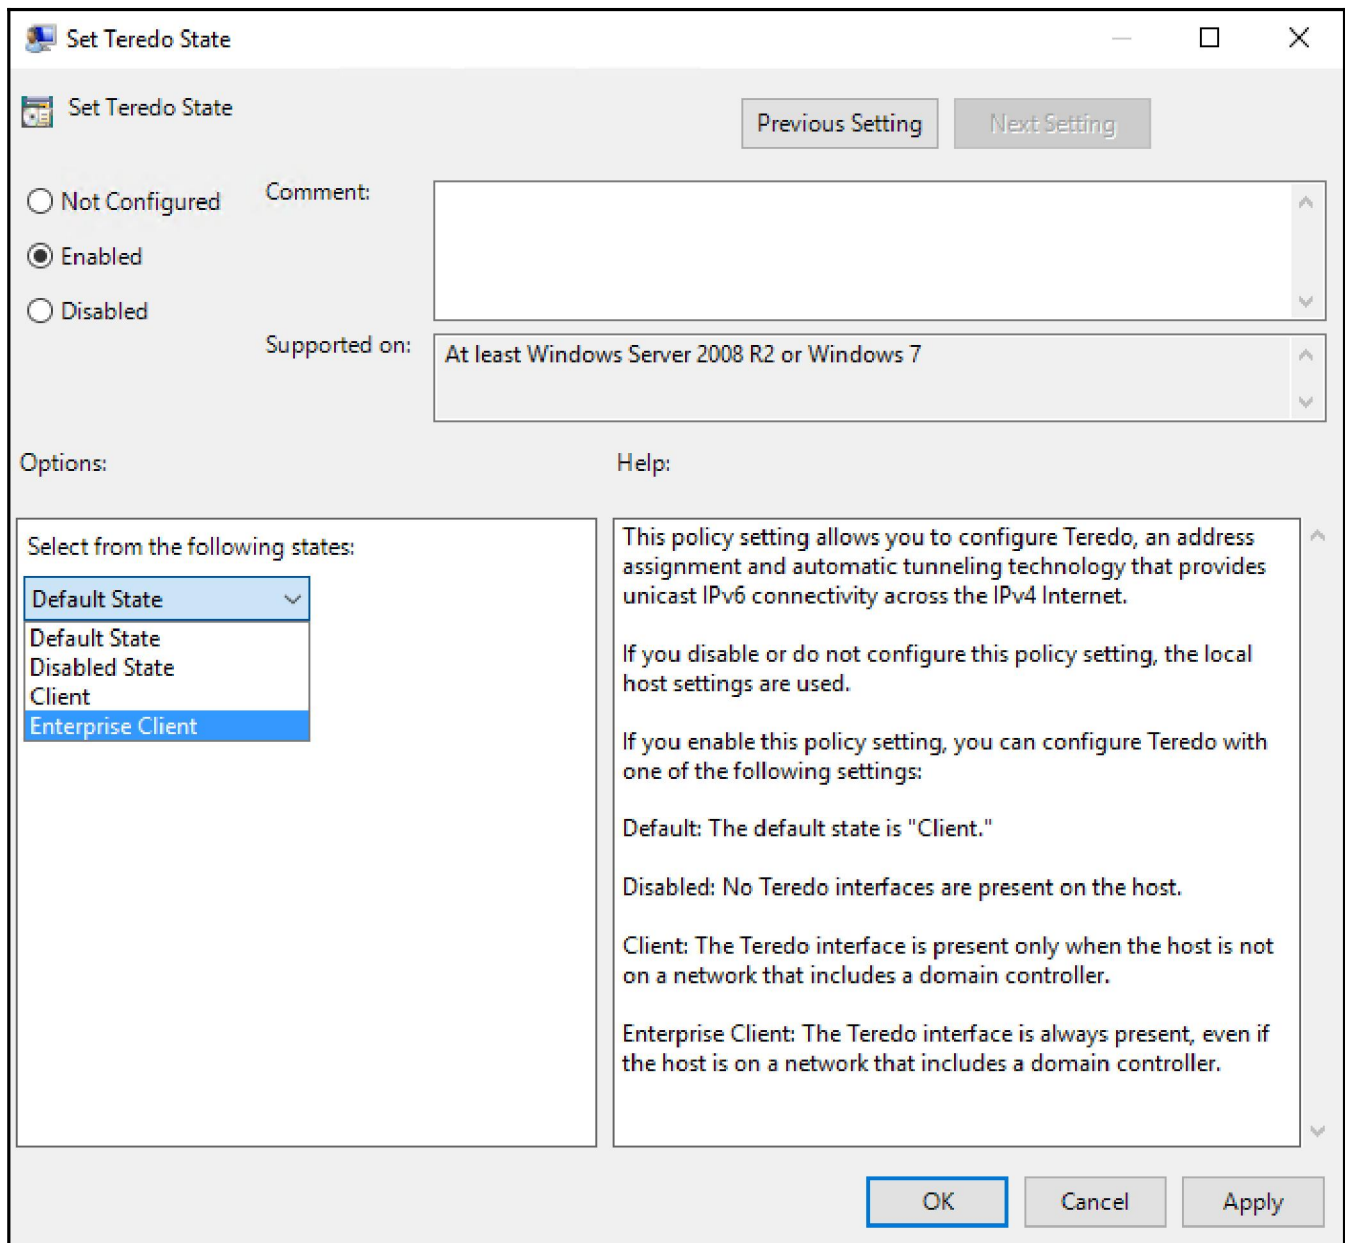 Set Teredo State
Set Teredo State
Previous Setting
Next Setting
Not Configured
Enabled
Disabled
Comment:
Supported on:
At least Windows Server 2008 R2 or Windows 7
Options:
Help:
Select from the following states:
Default State
Default State
Disabled State
Client
Enterprise Client
This policy setting allows you to configure Teredo, an address
assignment and automatic tunneling technology that provides
unicast IPv6 connectivity across the IPv4 Internet.
If you disable or do not configure this policy setting, the local
host settings are used.
If you enable this policy setting, you can configure Teredo with
one of the following settings:
Default: The default state is "Client."
Disabled: No Teredo interfaces are present on the host.
Client: The Teredo interface is present only when the host is not
on a network that includes a domain controller.
Enterprise Client: The Teredo interface is always present, even if
the host is on a network that includes a domain controller.
OK
Cancel
Apply